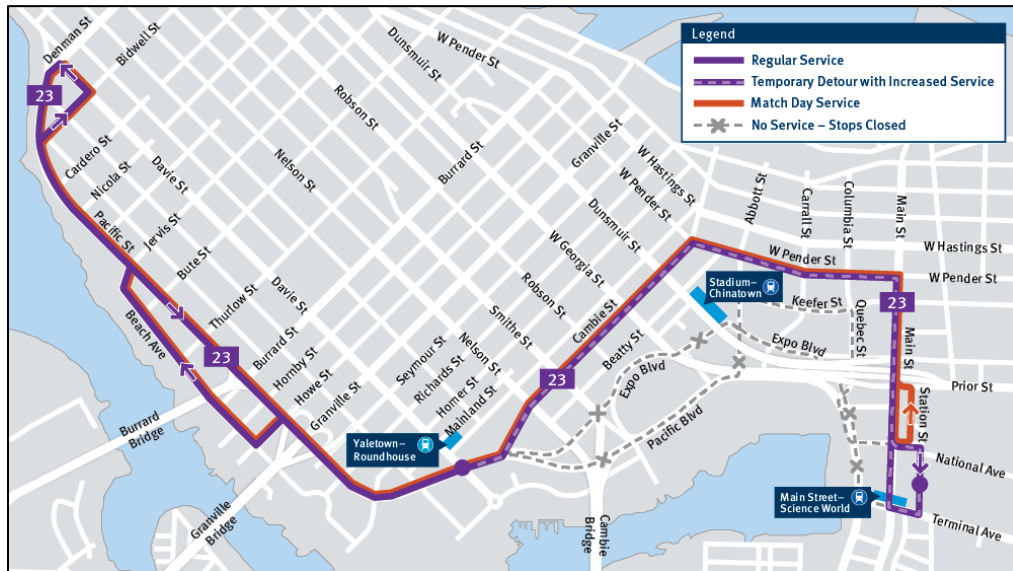 Legend
Regular Service
Temporary Detour with Increased Service
Match Day Service
No Service – Stops Closed
Denman St
Bidwell St
Dunsmuir St
W Pender St
23
Robson St
Granville St
W Hastings St
Cardero St
Davie St
Nelson St
Burrard St
W Pender St
Abbott St
Carrall St
Columbia St
Main St
Nicola St
Pacific St
Jervis St
Dunsmuir St
W Hastings St
Bute St
W Georgia St
W Pender St
W Pender St
Stadium–
Chinatown
Thurlow St
Davie St
Robson St
Keefer St
23
Beach Ave
Burrard St
Smithe St
Cambie St
Quebec St
Main St
23
Hornby St
Seymour St
Nelson St
Beatty St
Expo Blvd
Howe St
Richards St
23
Expo Blvd
Prior St
Granville St
Homer St
Station St
Burrard
Bridge
Mainland St
Pacific Blvd
Yaletown–
Roundhouse
National Ave
Main Street–
Science World
Granville
Bridge
Cambie
Bridge
Terminal Ave